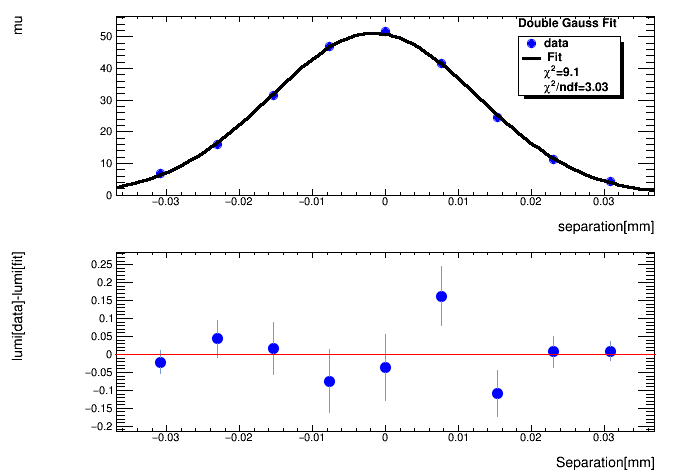 Double Gauss Fit
data
Fit
χ²=9.1
χ²/ndf=3.03
mu
50
40
30
20
10
0
−0.03 −0.02 −0.01 0 0.01 0.02 0.03
separation[mm]
lumi[data]-lumi[fit]
0.25
0.2
0.15
0.1
0.05
0
−0.05
−0.1
−0.15
−0.2
−0.03 −0.02 −0.01 0 0.01 0.02 0.03
Separation[mm]